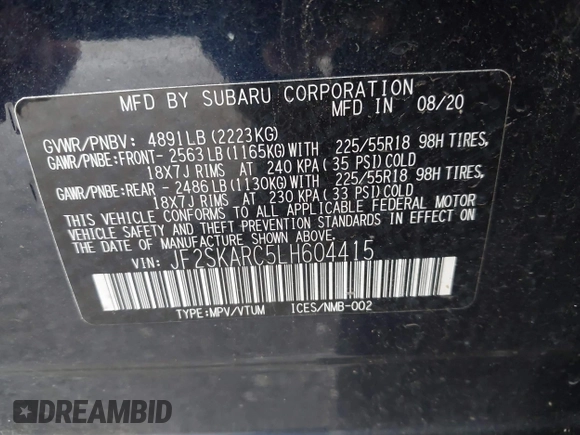 MFD BY SUBARU CORPORATION
MFD IN 08/20
GVWR/PNBV: 4891LB (2223KG)
GAWR/PNBE:FRONT- 2563LB (1165KG) WITH 225/55R18 98H TIRES,
18X7J RIMS AT 240 KPA (35 PSI) COLD
GAWR/PNBE:REAR - 2486LB (1130KG) WITH 225/55R18 98H TIRES,
18X7J RIMS AT 230 KPA (33 PSI) COLD
THIS VEHICLE CONFORMS TO ALL APPLICABLE FEDERAL MOTOR
VEHICLE SAFETY AND THEFT PREVENTION STANDARDS IN EFFECT ON
THE DATE OF MANUFACTURE SHOWN ABOVE.
VIN: JF2SKARC5LH604415
TYPE:MPV/VTUM ICES/NMB-002
DREAMBID